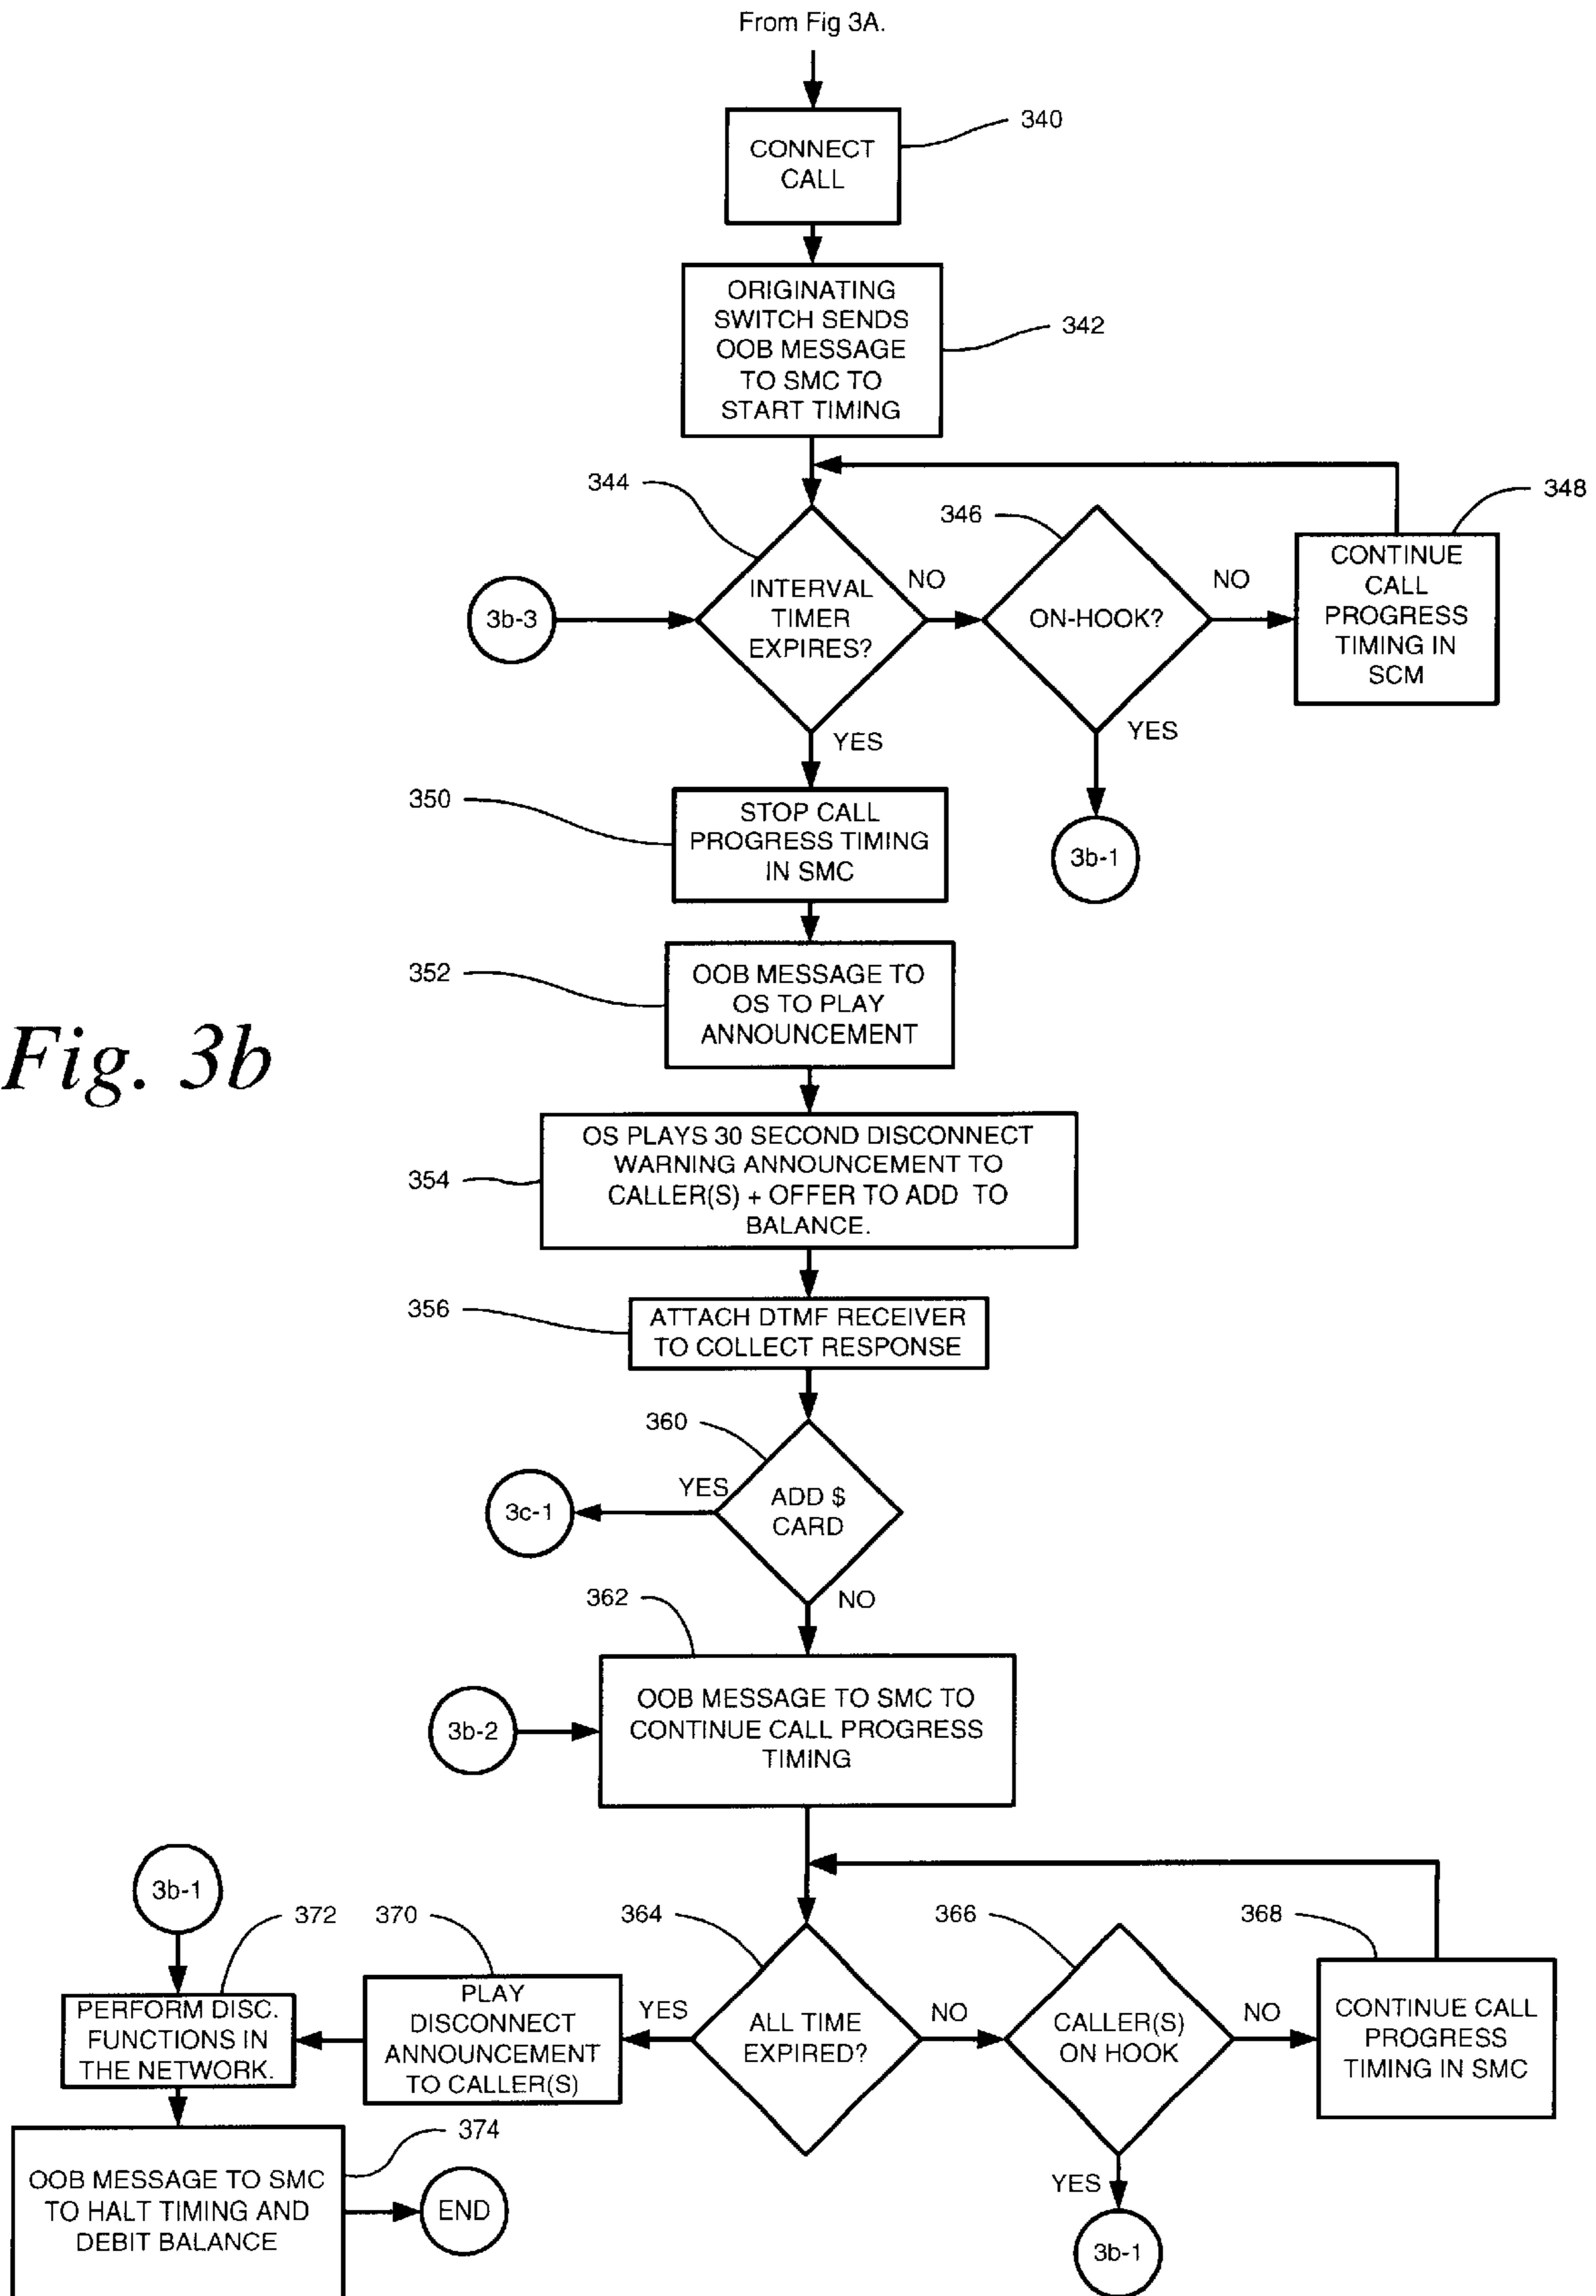 From Fig 3A.
CONNECT
CALL
340
ORIGINATING
SWITCH SENDS
OOB MESSAGE
TO SMC TO
START TIMING
342
344
346
348
3b-3
INTERVAL
TIMER
EXPIRES?
NO
ON-HOOK?
NO
CONTINUE
CALL
PROGRESS
TIMING IN
SCM
YES
YES
3b-1
350
STOP CALL
PROGRESS TIMING
IN SMC
352
OOB MESSAGE TO
OS TO PLAY
ANNOUNCEMENT
Fig. 3b
354
OS PLAYS 30 SECOND DISCONNECT
WARNING ANNOUNCEMENT TO
CALLER(S) + OFFER TO ADD TO
BALANCE.
356
ATTACH DTMF RECEIVER
TO COLLECT RESPONSE
360
3c-1
YES
ADD $
CARD
NO
362
3b-2
OOB MESSAGE TO SMC TO
CONTINUE CALL PROGRESS
TIMING
3b-1
372
370
364
366
368
PERFORM DISC.
FUNCTIONS IN
THE NETWORK.
PLAY
DISCONNECT
ANNOUNCEMENT
TO CALLER(S)
YES
ALL TIME
EXPIRED?
NO
CALLER(S)
ON HOOK
NO
CONTINUE CALL
PROGRESS
TIMING IN SMC
374
OOB MESSAGE TO SMC
TO HALT TIMING AND
DEBIT BALANCE
END
YES
3b-1